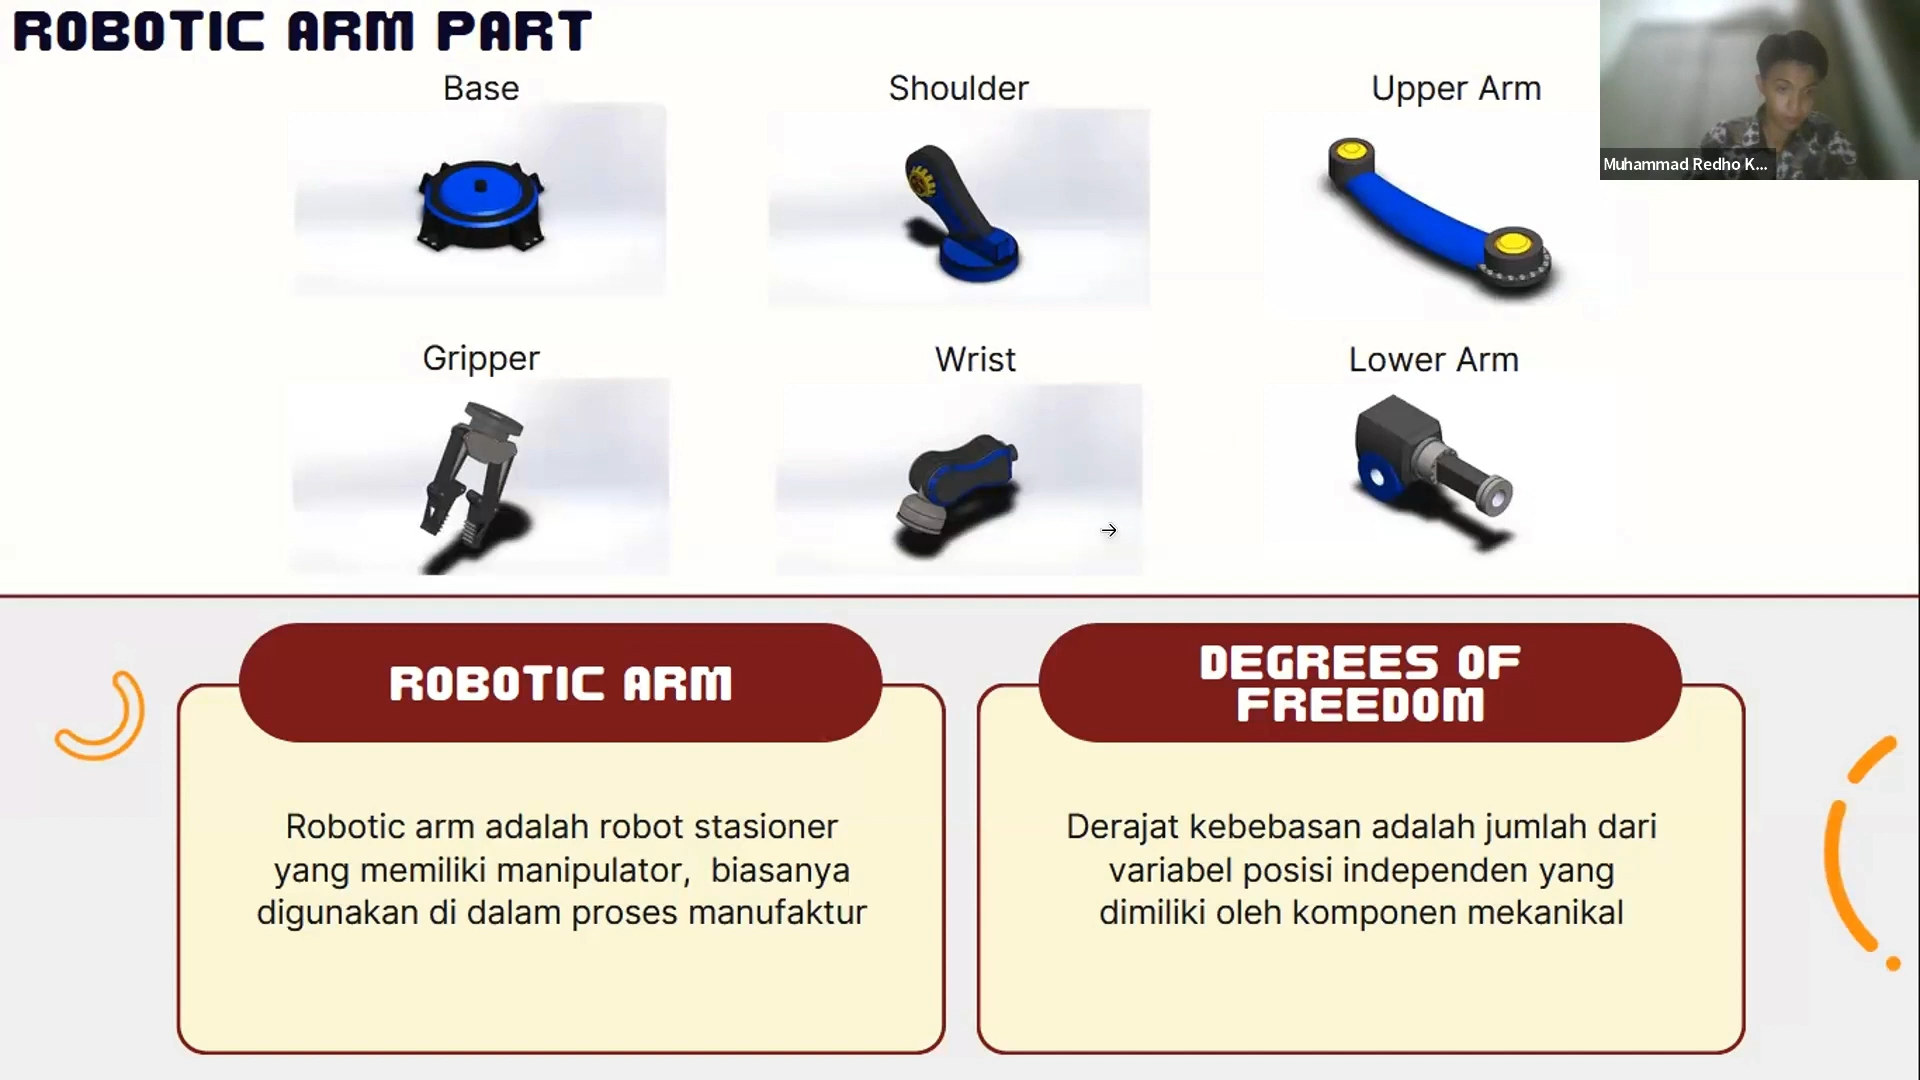 ROBOTIC ARM PART
Base
Shoulder
Upper Arm
Muhammad Redho K...
Gripper
Wrist
Lower Arm
ROBOTIC ARM
Robotic arm adalah robot stasioner
yang memiliki manipulator,  biasanya
digunakan di dalam proses manufaktur
DEGREES OF
FREEDOM
Derajat kebebasan adalah jumlah dari
variabel posisi independen yang
dimiliki oleh komponen mekanikal